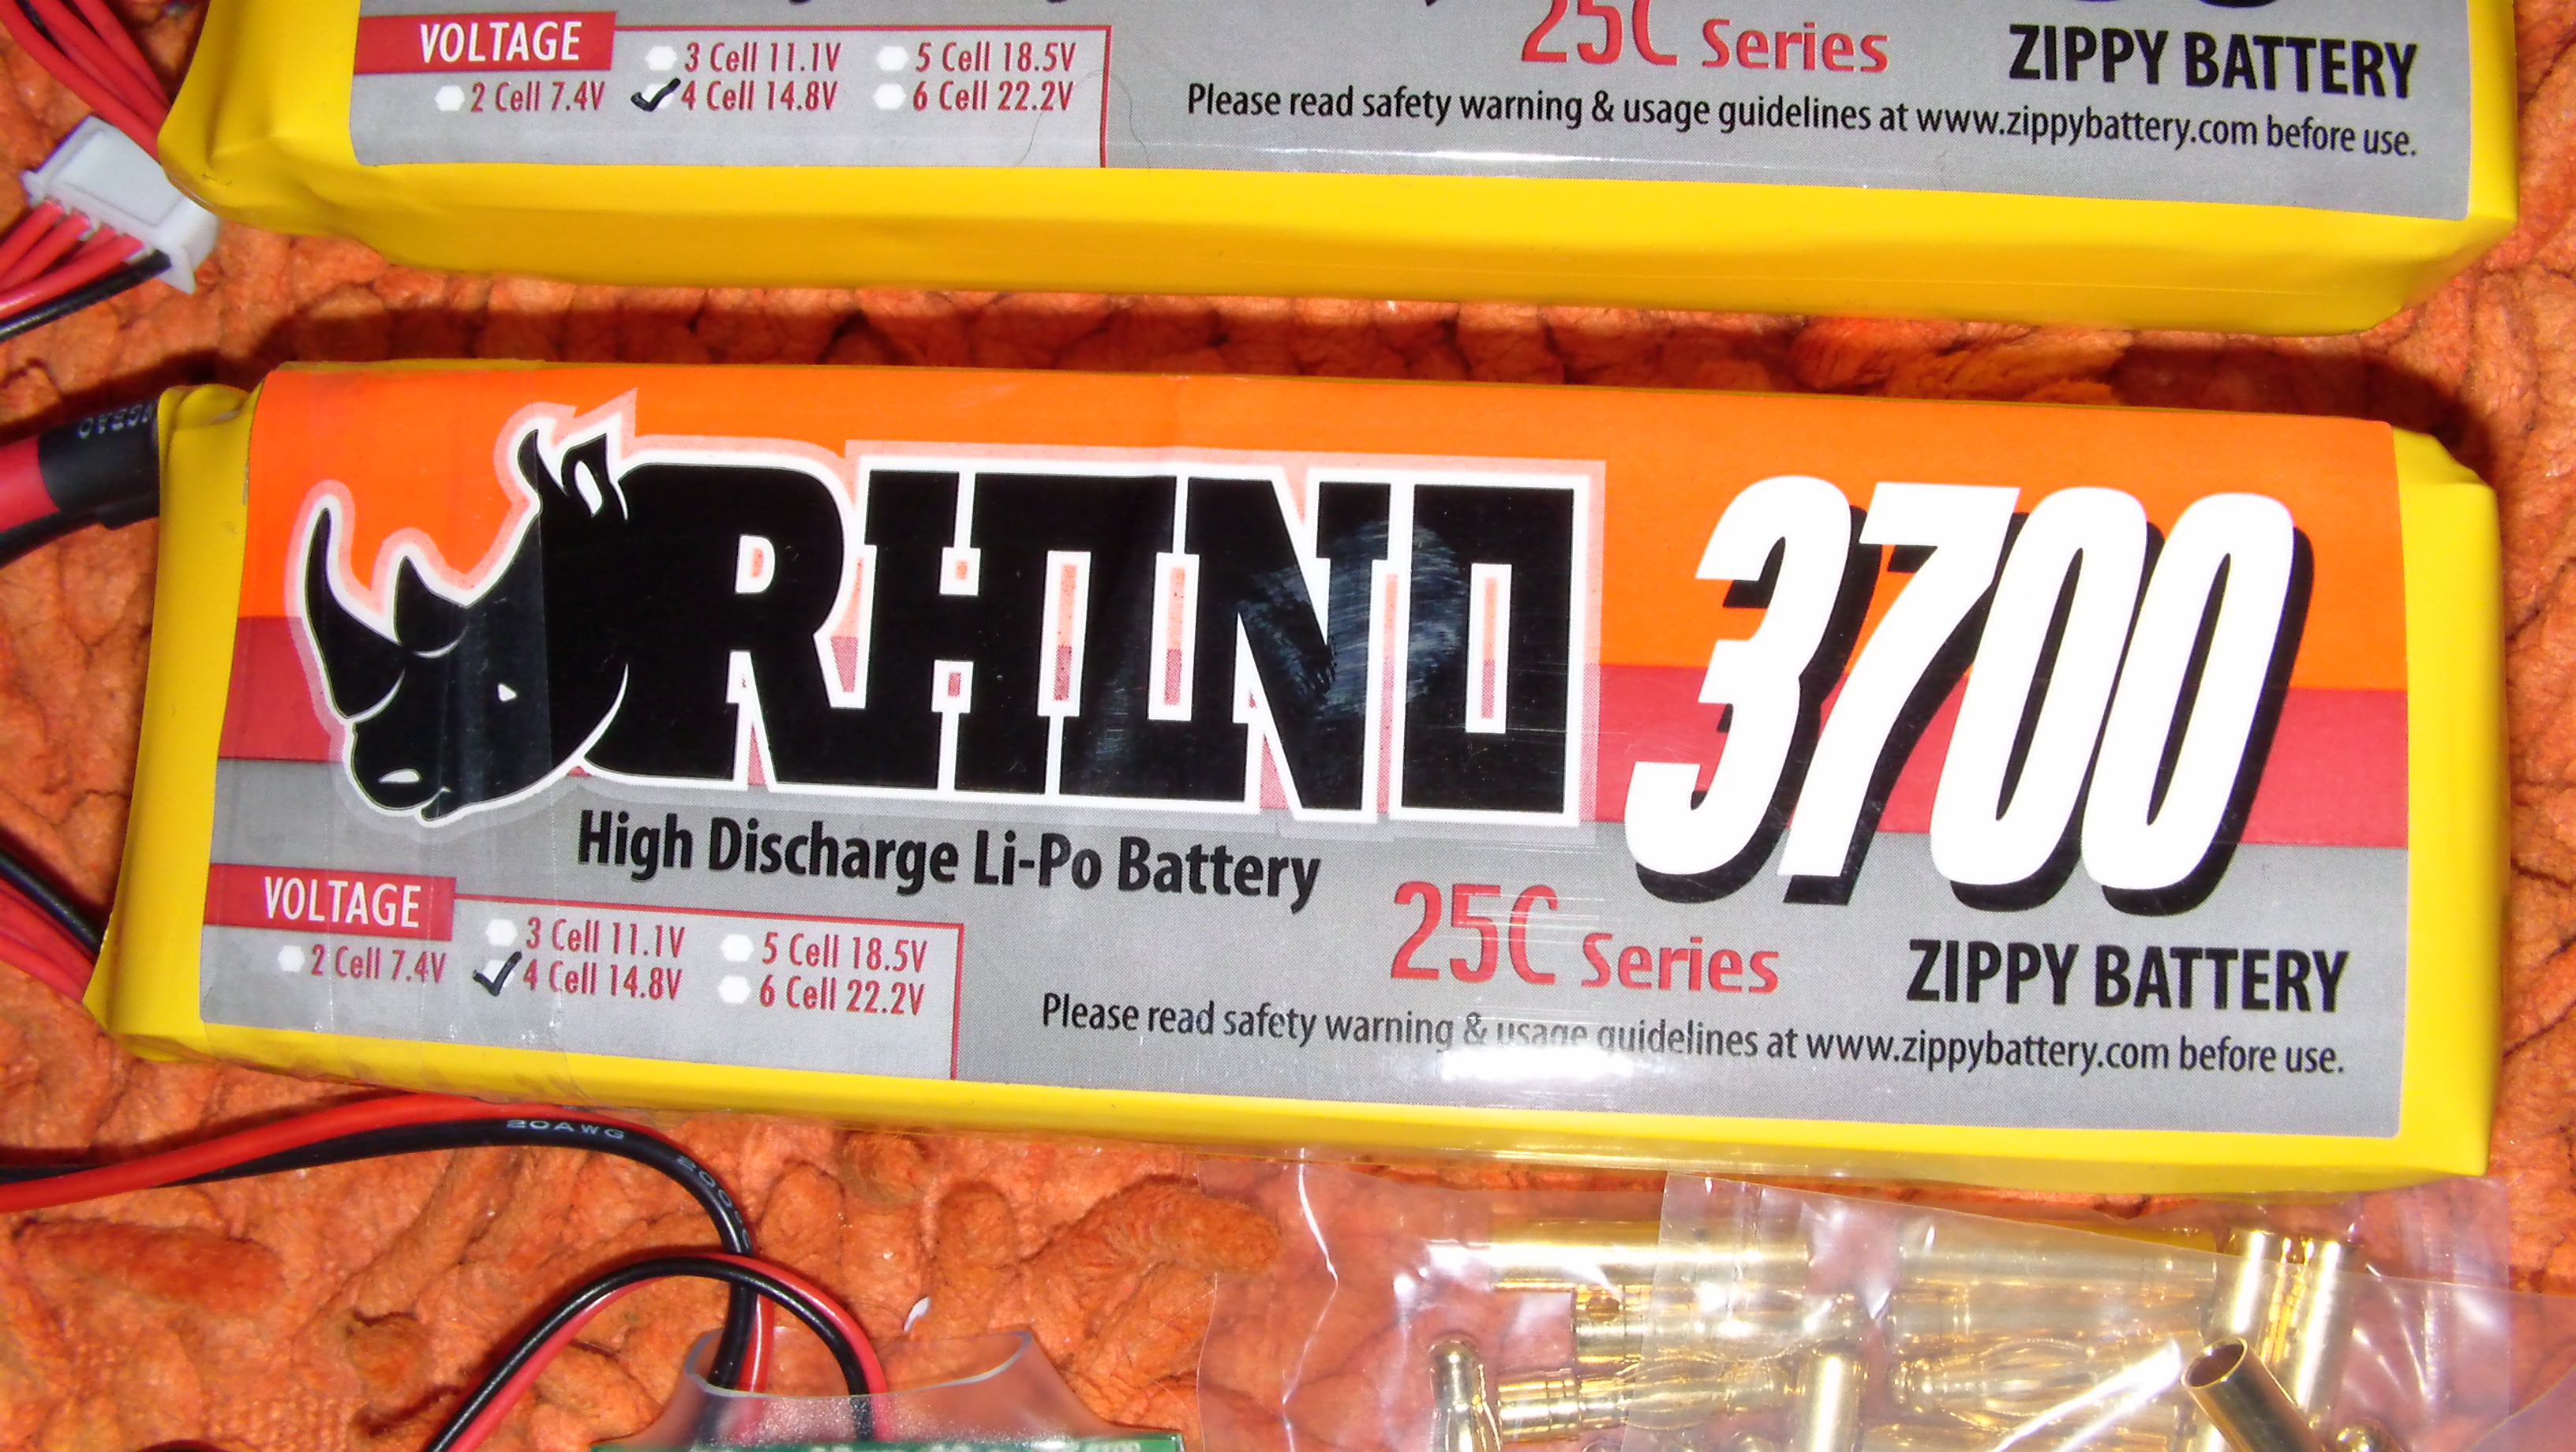 VOLTAGE
3 Cell 11.1V
5 Cell 18.5V
2 Cell 7.4V
4 Cell 14.8V
6 Cell 22.2V
25C Series
ZIPPY BATTERY
Please read safety warning & usage guidelines at www.zippybattery.com before use.
RHINO
3700
High Discharge Li-Po Battery
VOLTAGE
3 Cell 11.1V
5 Cell 18.5V
2 Cell 7.4V
4 Cell 14.8V
6 Cell 22.2V
25C Series
ZIPPY BATTERY
Please read safety warning & usage guidelines at www.zippybattery.com before use.
20AWG